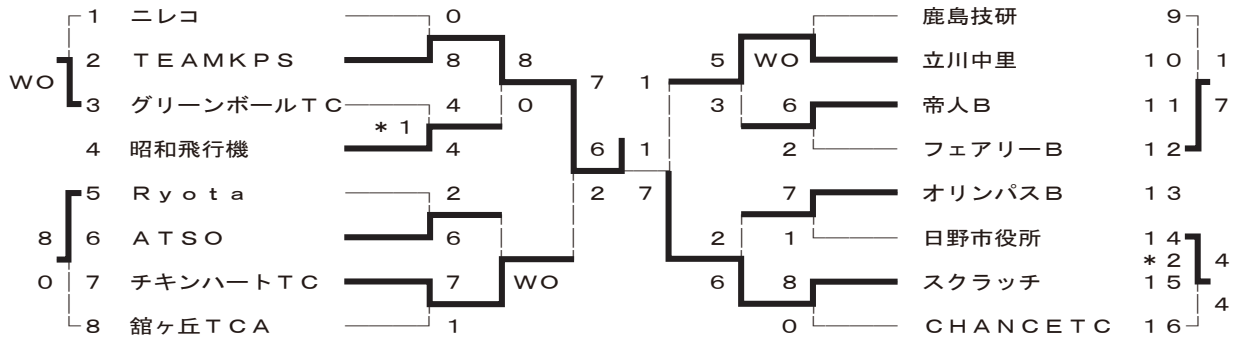 1 ニレコ 0 鹿島技研 9
2 TEAMKPS 8 8 5 WO 立川中里 10 1
WO 7 1
3 グリーンボールTC 4 0 3 6 帝人B 11 7
*1
4 昭和飛行機 4 6 1 2 フェアリーB 12
5 Ryota 2 2 7 7 オリンパスB 13
8 6 ATSO 6 2 1 日野市役所 14
*2 4
0 7 チキンハートTC 7 WO 6 8 スクラッチ 15
4
8 舘ヶ丘TCA 1 0 CHANCETC 16